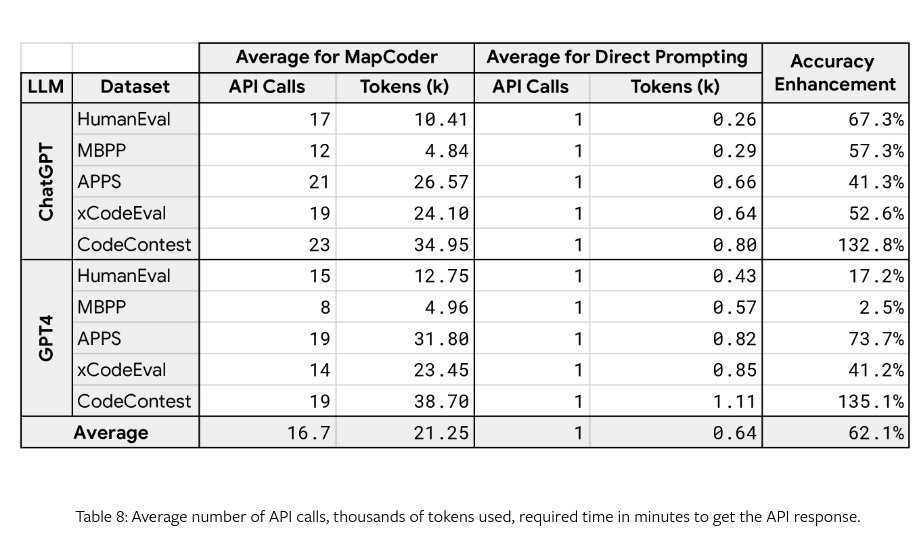 Average for MapCoder Average for Direct Prompting Accuracy Enhancement
LLM Dataset API Calls Tokens (k) API Calls Tokens (k)
ChatGPT
HumanEval 17 10.41 1 0.26 67.3%
MBPP 12 4.84 1 0.29 57.3%
APPS 21 26.57 1 0.66 41.3%
xCodeEval 19 24.10 1 0.64 52.6%
CodeContest 23 34.95 1 0.80 132.8%
GPT4
HumanEval 15 12.75 1 0.43 17.2%
MBPP 8 4.96 1 0.57 2.5%
APPS 19 31.80 1 0.82 73.7%
xCodeEval 14 23.45 1 0.85 41.2%
CodeContest 19 38.70 1 1.11 135.1%
Average 16.7 21.25 1 0.64 62.1%
Table 8: Average number of API calls, thousands of tokens used, required time in minutes to get the API response.